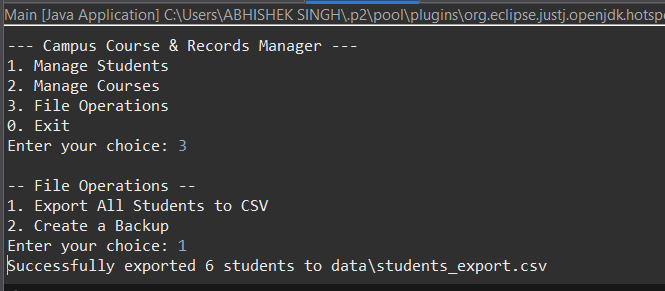 Main [Java Application] C:\Users\ABHISHEK SINGH\.p2\pool\plugins\org.eclipse.justj.openjdk.hotspo
--- Campus Course & Records Manager ---
1. Manage Students
2. Manage Courses
3. File Operations
0. Exit
Enter your choice: 3
-- File Operations --
1. Export All Students to CSV
2. Create a Backup
Enter your choice: 1
Successfully exported 6 students to data\students_export.csv